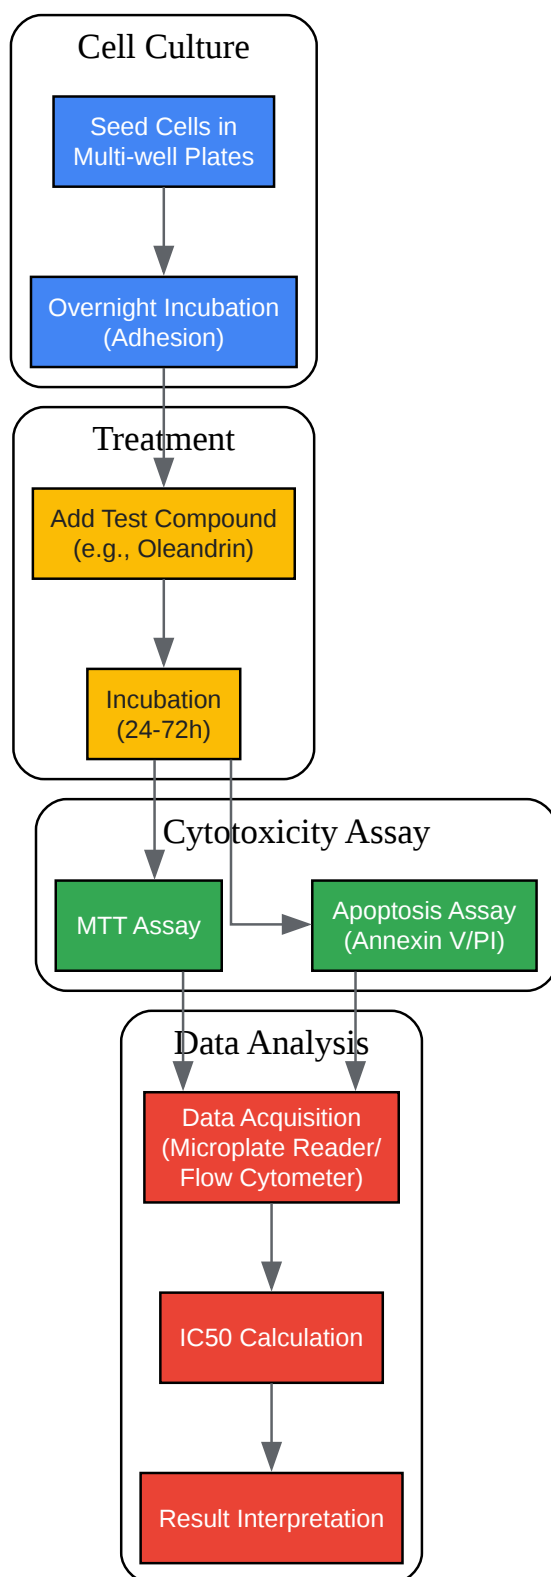 Cell Culture
Seed Cells in
Multi-well Plates
Overnight Incubation
(Adhesion)
Treatment
Add Test Compound
(e.g., Oleandrin)
Incubation
(24-72h)
Cytotoxicity Assay
MTT Assay
Apoptosis Assay
(Annexin V/PI)
Data Analysis
Data Acquisition
(Microplate Reader/
Flow Cytometer)
IC50 Calculation
Result Interpretation